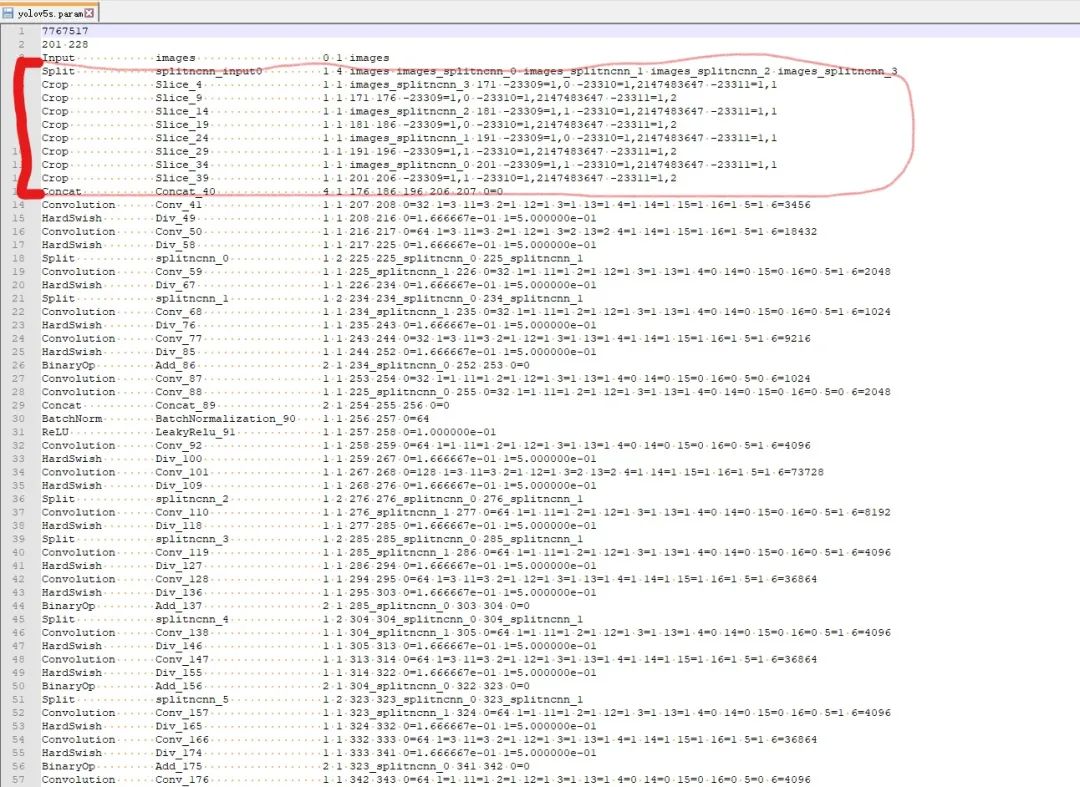 yolov5s.param
1 7767517
2 201 228
Input images 0 1 images
Split splitncnn_input0 1 4 images images_splitncnn_0 images_splitncnn_1 images_splitncnn_2 images_splitncnn_3
Crop Slice_4 1 1 images_splitncnn_3 171 -23309=1,0 -23310=1,2147483647 -23311=1,1
Crop Slice_9 1 1 171 176 -23309=1,0 -23310=1,2147483647 -23311=1,2
Crop Slice_14 1 1 images_splitncnn_2 181 -23309=1,1 -23310=1,2147483647 -23311=1,1
Crop Slice_19 1 1 181 186 -23309=1,0 -23310=1,2147483647 -23311=1,2
Crop Slice_24 1 1 images_splitncnn_1 191 -23309=1,0 -23310=1,2147483647 -23311=1,1
Crop Slice_29 1 1 191 196 -23309=1,1 -23310=1,2147483647 -23311=1,2
Crop Slice_34 1 1 images_splitncnn_0 201 -23309=1,1 -23310=1,2147483647 -23311=1,1
Crop Slice_39 1 1 201 206 -23309=1,1 -23310=1,2147483647 -23311=1,2
Concat Concat_40 4 1 176 186 196 206 207 0=0
14 Convolution Conv_41 1 1 207 208 0=32 1=3 11=3 2=1 12=1 3=1 13=1 4=1 14=1 15=1 16=1 5=1 6=3456
15 HardSwish Div_49 1 1 208 216 0=1.666667e-01 1=5.000000e-01
16 Convolution Conv_50 1 1 216 217 0=64 1=3 11=3 2=1 12=1 3=2 13=2 4=1 14=1 15=1 16=1 5=1 6=18432
17 HardSwish Div_58 1 1 217 225 0=1.666667e-01 1=5.000000e-01
18 Split splitncnn_0 1 2 225 225_splitncnn_0 225_splitncnn_1
19 Convolution Conv_59 1 1 225_splitncnn_1 226 0=32 1=1 11=1 2=1 12=1 3=1 13=1 4=0 14=0 15=0 16=0 5=1 6=2048
20 HardSwish Div_67 1 1 226 234 0=1.666667e-01 1=5.000000e-01
21 Split splitncnn_1 1 2 234 234_splitncnn_0 234_splitncnn_1
22 Convolution Conv_68 1 1 234_splitncnn_1 235 0=32 1=1 11=1 2=1 12=1 3=1 13=1 4=0 14=0 15=0 16=0 5=1 6=1024
23 HardSwish Div_76 1 1 235 243 0=1.666667e-01 1=5.000000e-01
24 Convolution Conv_77 1 1 243 244 0=32 1=3 11=3 2=1 12=1 3=1 13=1 4=1 14=1 15=1 16=1 5=1 6=9216
25 HardSwish Div_85 1 1 244 252 0=1.666667e-01 1=5.000000e-01
26 BinaryOp Add_86 2 1 234_splitncnn_0 252 253 0=0
27 Convolution Conv_87 1 1 253 254 0=32 1=1 11=1 2=1 12=1 3=1 13=1 4=0 14=0 15=0 16=0 5=0 6=1024
28 Convolution Conv_88 1 1 225_splitncnn_0 255 0=32 1=1 11=1 2=1 12=1 3=1 13=1 4=0 14=0 15=0 16=0 5=0 6=2048
29 Concat Concat_89 2 1 254 255 256 0=0
30 BatchNorm BatchNormalization_90 1 1 256 257 0=64
31 ReLU LeakyRelu_91 1 1 257 258 0=1.000000e-01
32 Convolution Conv_92 1 1 258 259 0=64 1=1 11=1 2=1 12=1 3=1 13=1 4=0 14=0 15=0 16=0 5=1 6=4096
33 HardSwish Div_100 1 1 259 267 0=1.666667e-01 1=5.000000e-01
34 Convolution Conv_101 1 1 267 268 0=128 1=3 11=3 2=1 12=1 3=2 13=2 4=1 14=1 15=1 16=1 5=1 6=73728
35 HardSwish Div_109 1 1 268 276 0=1.666667e-01 1=5.000000e-01
36 Split splitncnn_2 1 2 276 276_splitncnn_0 276_splitncnn_1
37 Convolution Conv_110 1 1 276_splitncnn_1 277 0=64 1=1 11=1 2=1 12=1 3=1 13=1 4=0 14=0 15=0 16=0 5=1 6=8192
38 HardSwish Div_118 1 1 277 285 0=1.666667e-01 1=5.000000e-01
39 Split splitncnn_3 1 2 285 285_splitncnn_0 285_splitncnn_1
40 Convolution Conv_119 1 1 285_splitncnn_1 286 0=64 1=1 11=1 2=1 12=1 3=1 13=1 4=0 14=0 15=0 16=0 5=1 6=4096
41 HardSwish Div_127 1 1 286 294 0=1.666667e-01 1=5.000000e-01
42 Convolution Conv_128 1 1 294 295 0=64 1=3 11=3 2=1 12=1 3=1 13=1 4=1 14=1 15=1 16=1 5=1 6=36864
43 HardSwish Div_136 1 1 295 303 0=1.666667e-01 1=5.000000e-01
44 BinaryOp Add_137 2 1 285_splitncnn_0 303 304 0=0
45 Split splitncnn_4 1 2 304 304_splitncnn_0 304_splitncnn_1
46 Convolution Conv_138 1 1 304_splitncnn_1 305 0=64 1=1 11=1 2=1 12=1 3=1 13=1 4=0 14=0 15=0 16=0 5=1 6=4096
47 HardSwish Div_146 1 1 305 313 0=1.666667e-01 1=5.000000e-01
48 Convolution Conv_147 1 1 313 314 0=64 1=3 11=3 2=1 12=1 3=1 13=1 4=1 14=1 15=1 16=1 5=1 6=36864
49 HardSwish Div_155 1 1 314 322 0=1.666667e-01 1=5.000000e-01
50 BinaryOp Add_156 2 1 304_splitncnn_0 322 323 0=0
51 Split splitncnn_5 1 2 323 323_splitncnn_0 323_splitncnn_1
52 Convolution Conv_157 1 1 323_splitncnn_1 324 0=64 1=1 11=1 2=1 12=1 3=1 13=1 4=0 14=0 15=0 16=0 5=1 6=4096
53 HardSwish Div_165 1 1 324 332 0=1.666667e-01 1=5.000000e-01
54 Convolution Conv_166 1 1 332 333 0=64 1=3 11=3 2=1 12=1 3=1 13=1 4=1 14=1 15=1 16=1 5=1 6=36864
55 HardSwish Div_174 1 1 333 341 0=1.666667e-01 1=5.000000e-01
56 BinaryOp Add_175 2 1 323_splitncnn_0 341 342 0=0
57 Convolution Conv_176 1 1 342 343 0=64 1=1 11=1 2=1 12=1 3=1 13=1 4=0 14=0 15=0 16=0 5=0 6=4096